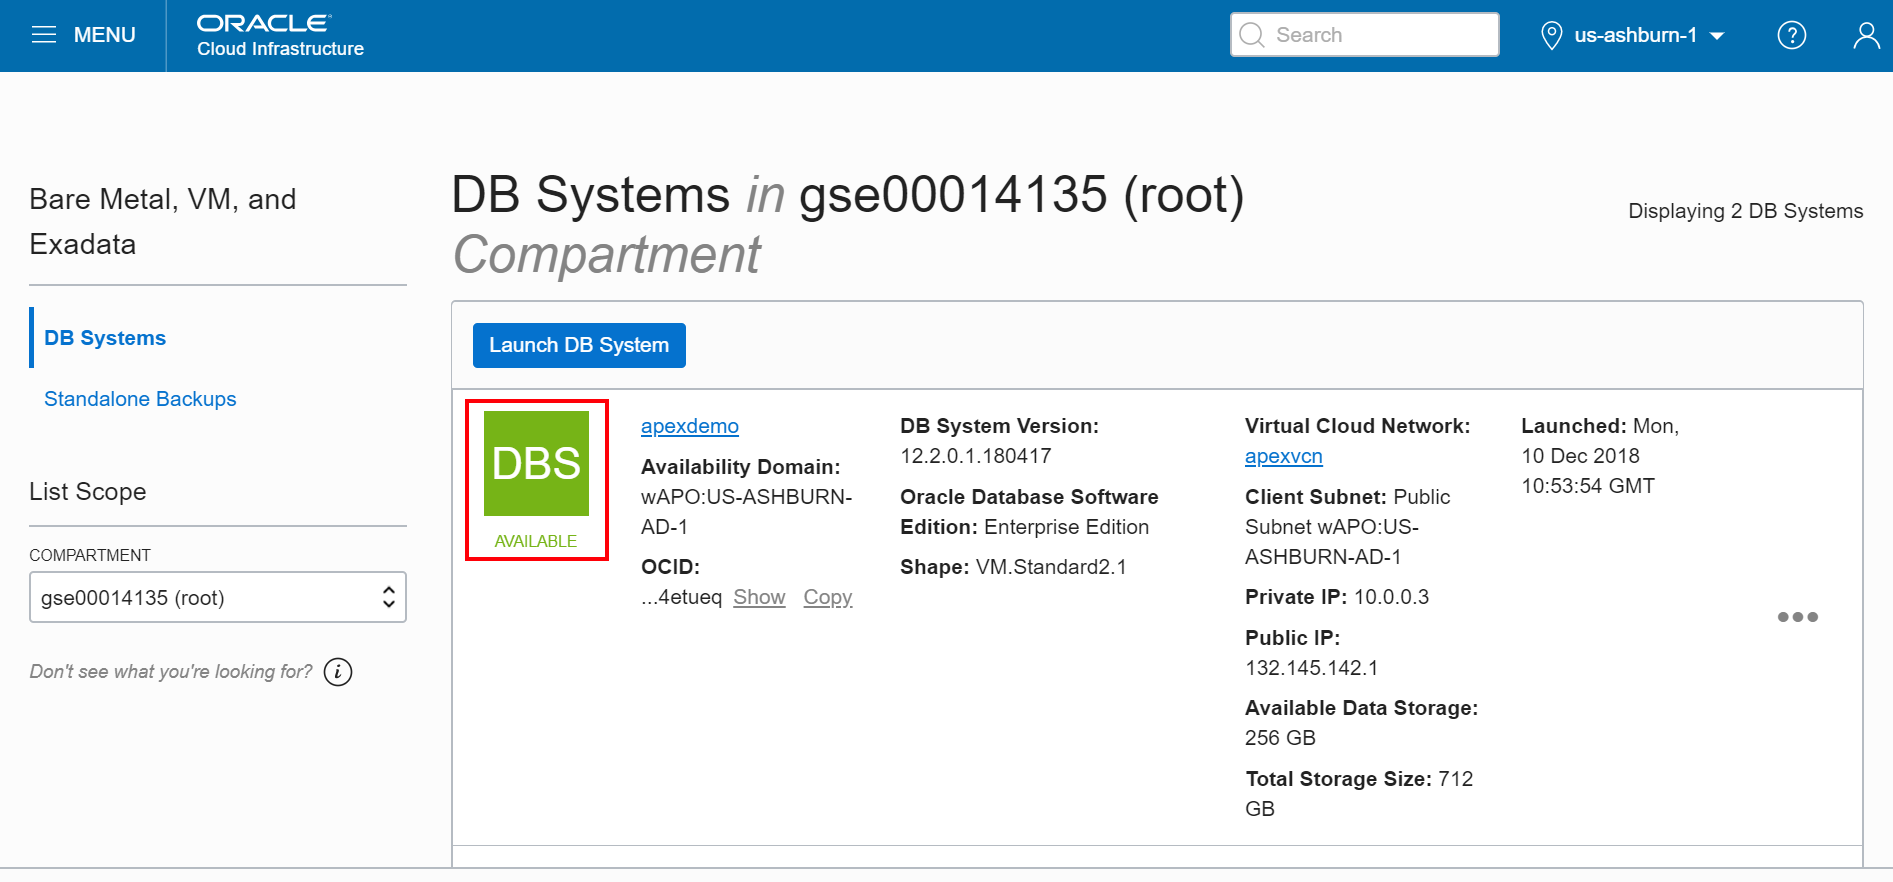 MENU
ORACLE
Cloud Infrastructure
Search
us-ashburn-1
?
Bare Metal, VM, and
Exadata
DB Systems
Standalone Backups
List Scope
COMPARTMENT
gse00014135 (root)
Don't see what you're looking for? i
DB Systems in gse00014135 (root)
Compartment
Displaying 2 DB Systems
Launch DB System
DBS
AVAILABLE
apexdemo
Availability Domain:
wAPO:US-ASHBURN-
AD-1
OCID:
...4etueq Show Copy
DB System Version:
12.2.0.1.180417
Oracle Database Software
Edition: Enterprise Edition
Shape: VM.Standard2.1
Virtual Cloud Network:
apexvcn
Client Subnet: Public
Subnet wAPO:US-
ASHBURN-AD-1
Private IP: 10.0.0.3
Public IP:
132.145.142.1
Available Data Storage:
256 GB
Total Storage Size: 712
GB
Launched: Mon,
10 Dec 2018
10:53:54 GMT